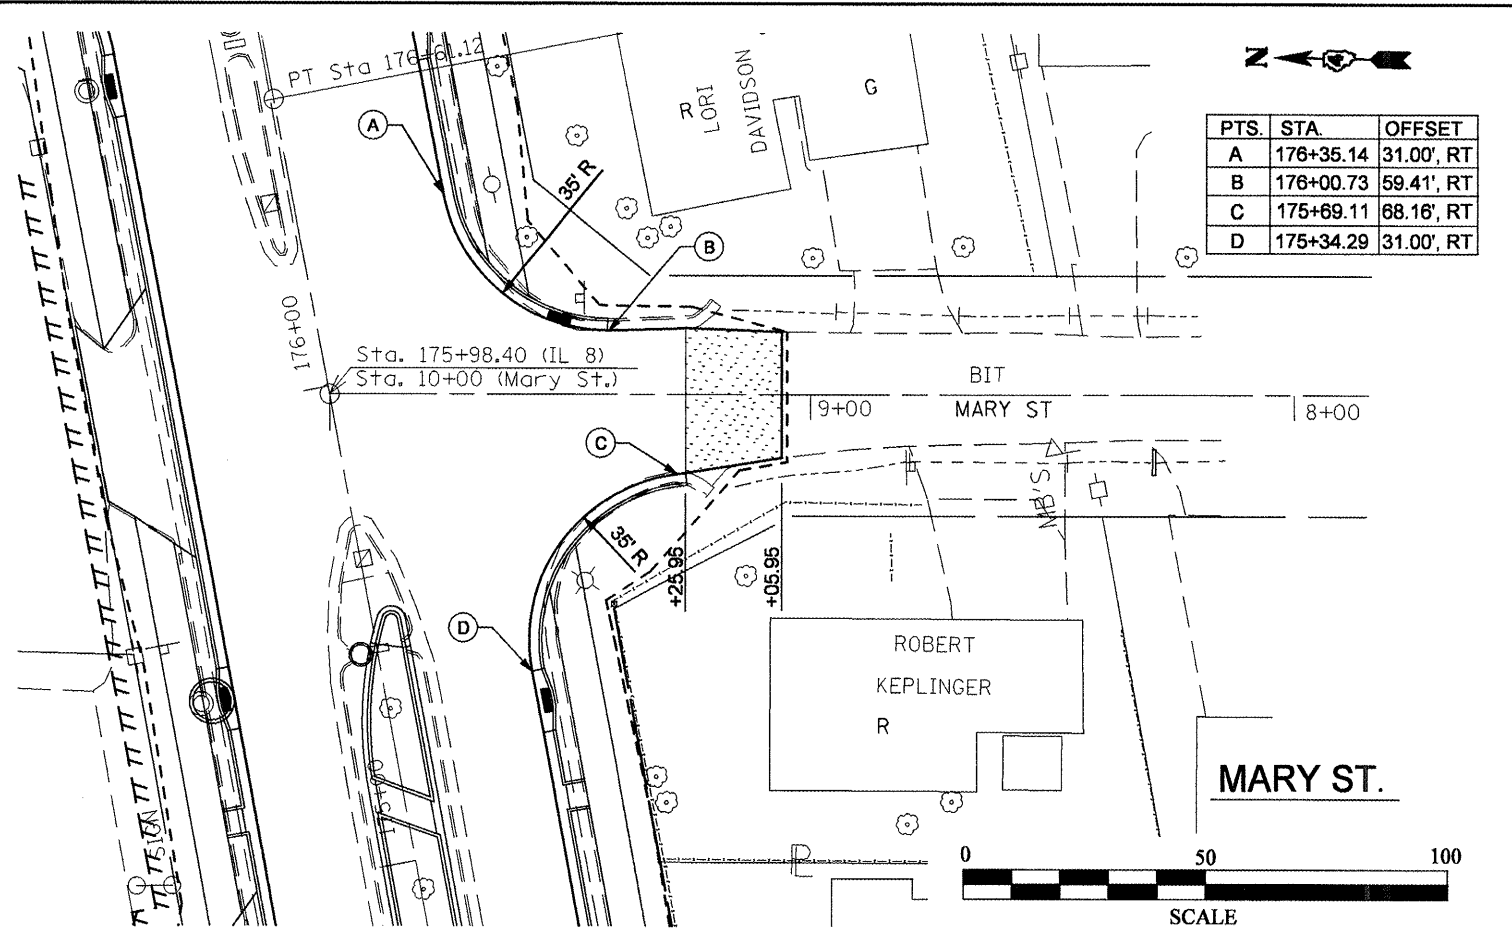 PT Sta 176+61.12
N
A
R
LORI
DAVIDSON
G
PTS. STA. OFFSET
A 176+35.14 31.00', RT
B 176+00.73 59.41', RT
C 175+69.11 68.16', RT
D 175+34.29 31.00', RT
35' R
B
176+00
Sta. 175+98.40 (IL 8)
Sta. 10+00 (Mary St.)
BIT
9+00
MARY ST
8+00
C
35' R
MB'S
+25.95
+05.95
D
ROBERT
KEPLINGER
R
MARY ST.
SIGN
P
0 50 100
SCALE